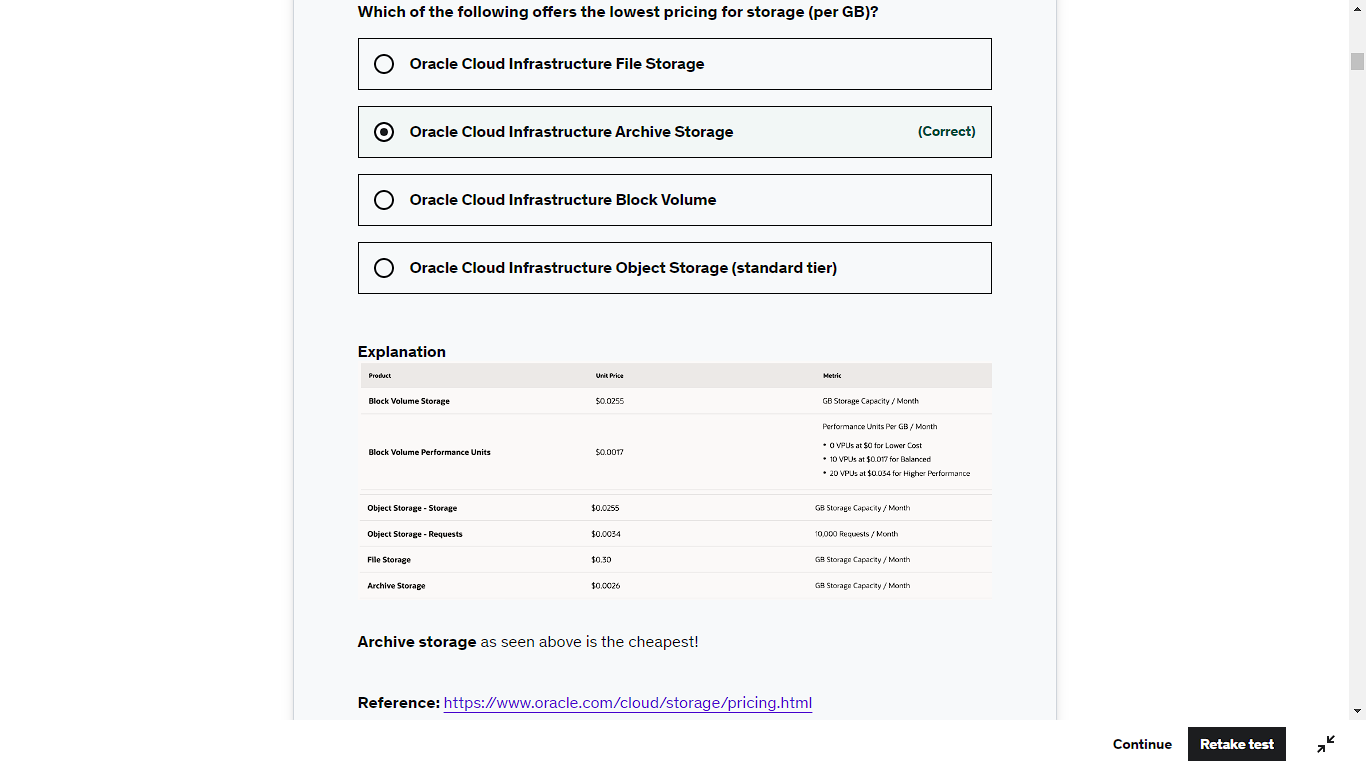 Which of the following offers the lowest pricing for storage (per GB)?
Oracle Cloud Infrastructure File Storage
Oracle Cloud Infrastructure Archive Storage (Correct)
Oracle Cloud Infrastructure Block Volume
Oracle Cloud Infrastructure Object Storage (standard tier)
Explanation
Product Unit Price Metric
Block Volume Storage $0.0255 GB Storage Capacity / Month
Performance Units Per GB / Month
• 0 VPUs at $0 for Lower Cost
Block Volume Performance Units $0.0017
• 10 VPUs at $0.017 for Balanced
• 20 VPUs at $0.034 for Higher Performance
Object Storage - Storage $0.0255 GB Storage Capacity / Month
Object Storage - Requests $0.0034 10,000 Requests / Month
File Storage $0.30 GB Storage Capacity / Month
Archive Storage $0.0026 GB Storage Capacity / Month
Archive storage as seen above is the cheapest!
Reference: https://www.oracle.com/cloud/storage/pricing.html
Continue Retake test